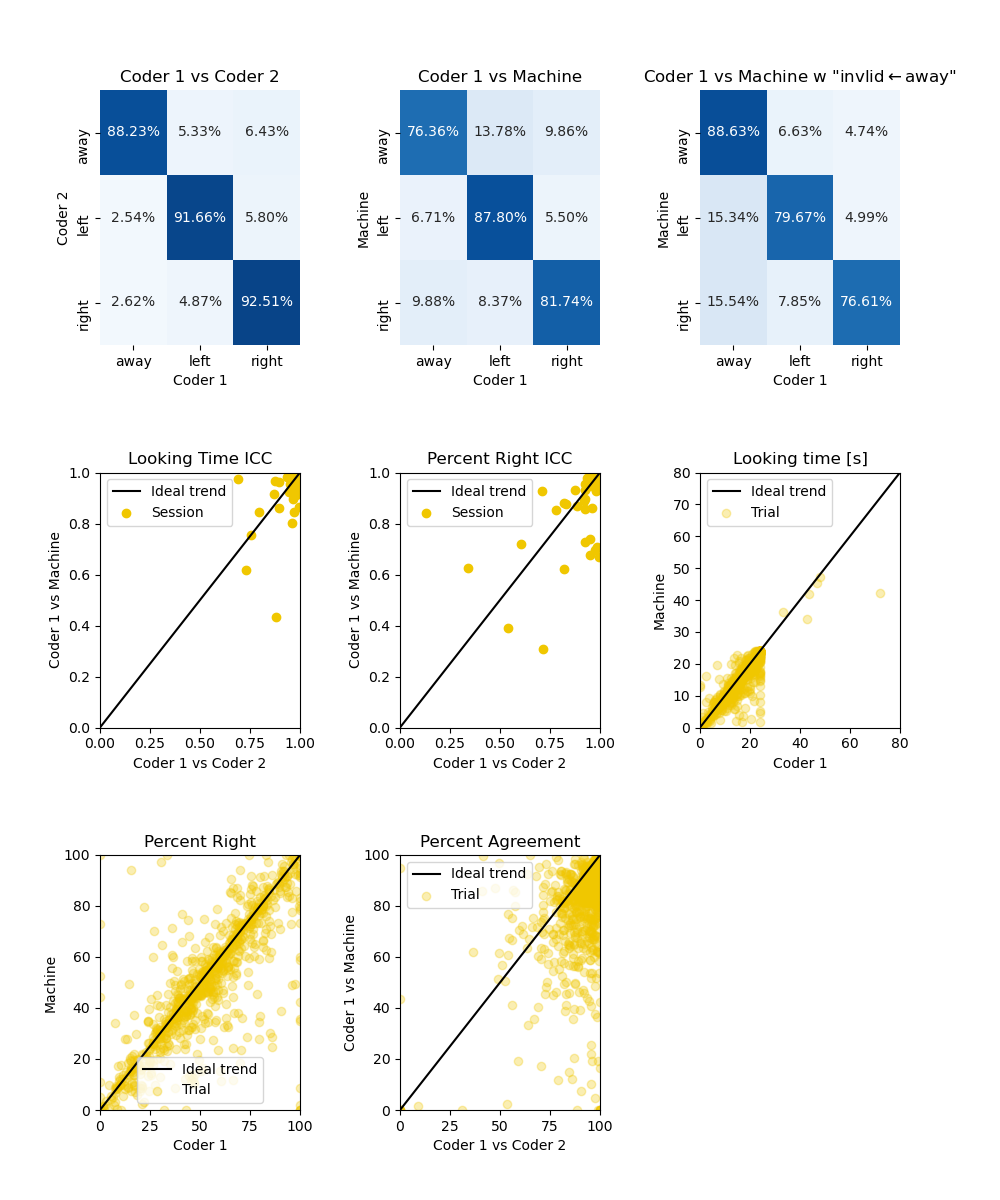 Coder 1 vs Coder 2
Coder 1 vs Machine
Coder 1 vs Machine w "invlid←away"
away
88.23% 5.33% 6.43%
left
2.54% 91.66% 5.80%
right
2.62% 4.87% 92.51%
Coder 2
away left right
Coder 1
away
76.36% 13.78% 9.86%
left
6.71% 87.80% 5.50%
right
9.88% 8.37% 81.74%
Machine
away left right
Coder 1
away
88.63% 6.63% 4.74%
left
15.34% 79.67% 4.99%
right
15.54% 7.85% 76.61%
Machine
away left right
Coder 1
Looking Time ICC
Ideal trend
Session
1.0
0.8
0.6
0.4
0.2
0.0
Coder 1 vs Machine
0.00 0.25 0.50 0.75 1.00
Coder 1 vs Coder 2
Percent Right ICC
Ideal trend
Session
1.0
0.8
0.6
0.4
0.2
0.0
Coder 1 vs Machine
0.00 0.25 0.50 0.75 1.00
Coder 1 vs Coder 2
Looking time [s]
Ideal trend
Trial
80
70
60
50
40
30
20
10
0
Machine
0 20 40 60 80
Coder 1
Percent Right
100
80
60
40
20
0
Machine
Ideal trend
Trial
0 25 50 75 100
Coder 1
Percent Agreement
Ideal trend
Trial
100
80
60
40
20
0
Coder 1 vs Machine
0 25 50 75 100
Coder 1 vs Coder 2